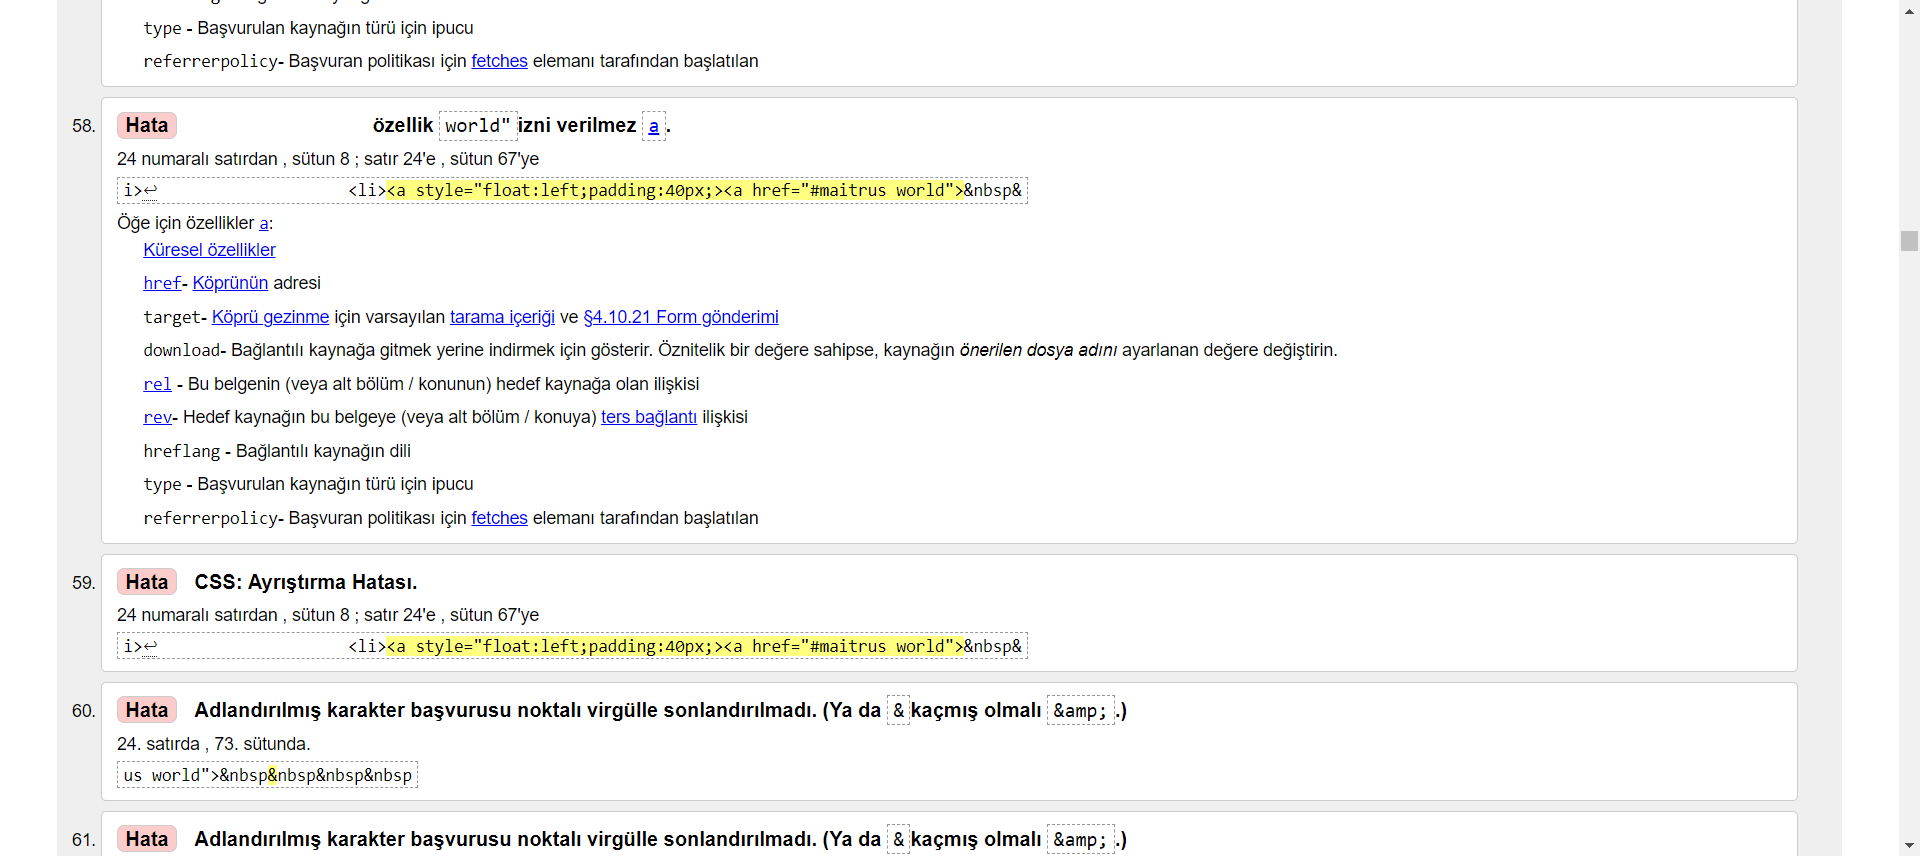 type - Başvurulan kaynağın türü için ipucu
referrerpolicy- Başvuran politikası için fetches elemanı tarafından başlatılan
58. Hata özellik world" izni verilmez a .
24 numaralı satırdan , sütun 8 ; satır 24'e , sütun 67'ye
i>↩ <li><a style="float:left;padding:40px;><a href="#maitrus world">&nbsp&
Öğe için özellikler a:
Küresel özellikler
href- Köprünün adresi
target- Köprü gezinme için varsayılan tarama içeriği ve §4.10.21 Form gönderimi
download- Bağlantılı kaynağa gitmek yerine indirmek için gösterir. Öznitelik bir değere sahipse, kaynağın önerilen dosya adını ayarlanan değere değiştirin.
rel - Bu belgenin (veya alt bölüm / konunun) hedef kaynağa olan ilişkisi
rev- Hedef kaynağın bu belgeye (veya alt bölüm / konuya) ters bağlantı ilişkisi
hreflang - Bağlantılı kaynağın dili
type - Başvurulan kaynağın türü için ipucu
referrerpolicy- Başvuran politikası için fetches elemanı tarafından başlatılan
59. Hata CSS: Ayrıştırma Hatası.
24 numaralı satırdan , sütun 8 ; satır 24'e , sütun 67'ye
i>↩ <li><a style="float:left;padding:40px;><a href="#maitrus world">&nbsp&
60. Hata Adlandırılmış karakter başvurusu noktalı virgülle sonlandırılmadı. (Ya da & kaçmış olmalı &amp; .)
24. satırda , 73. sütunda.
us world">&nbsp&nbsp&nbsp&nbsp
61. Hata Adlandırılmış karakter başvurusu noktalı virgülle sonlandırılmadı. (Ya da & kaçmış olmalı &amp; .)